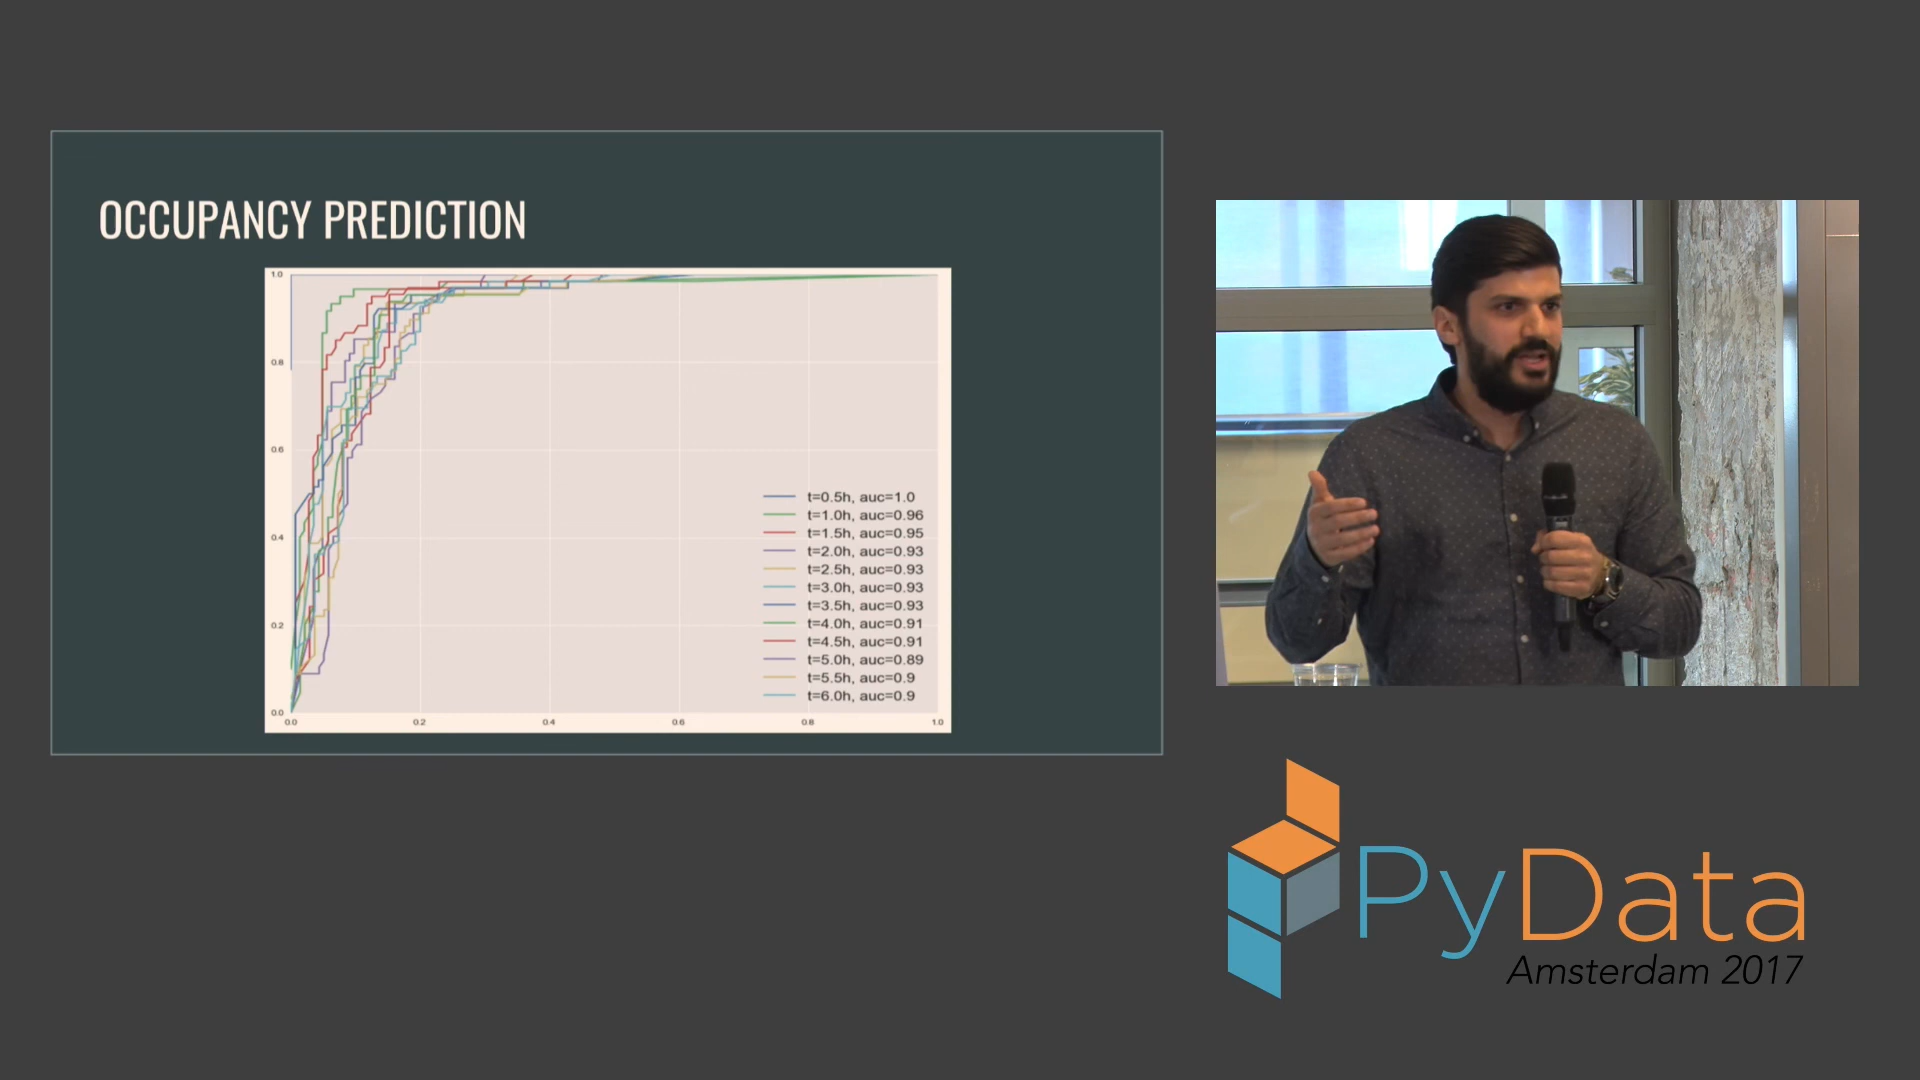 OCCUPANCY PREDICTION
1.0
0.8
0.6
0.4
0.2
0.0
0.0 0.2 0.4 0.6 0.8 1.0
t=0.5h, auc=1.0
t=1.0h, auc=0.96
t=1.5h, auc=0.95
t=2.0h, auc=0.93
t=2.5h, auc=0.93
t=3.0h, auc=0.93
t=3.5h, auc=0.93
t=4.0h, auc=0.91
t=4.5h, auc=0.91
t=5.0h, auc=0.89
t=5.5h, auc=0.9
t=6.0h, auc=0.9
PyData
Amsterdam 2017